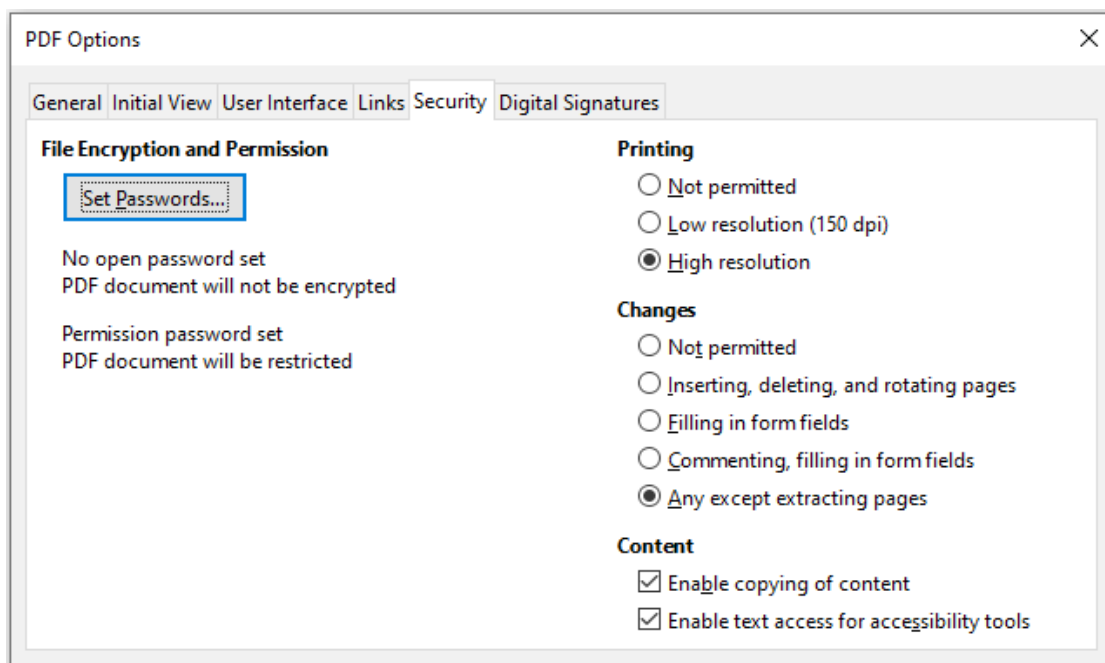 PDF Options
General Initial View User Interface Links Security Digital Signatures
File Encryption and Permission
Set Passwords...
No open password set
PDF document will not be encrypted
Permission password set
PDF document will be restricted
Printing
Not permitted
Low resolution (150 dpi)
High resolution
Changes
Not permitted
Inserting, deleting, and rotating pages
Filling in form fields
Commenting, filling in form fields
Any except extracting pages
Content
Enable copying of content
Enable text access for accessibility tools